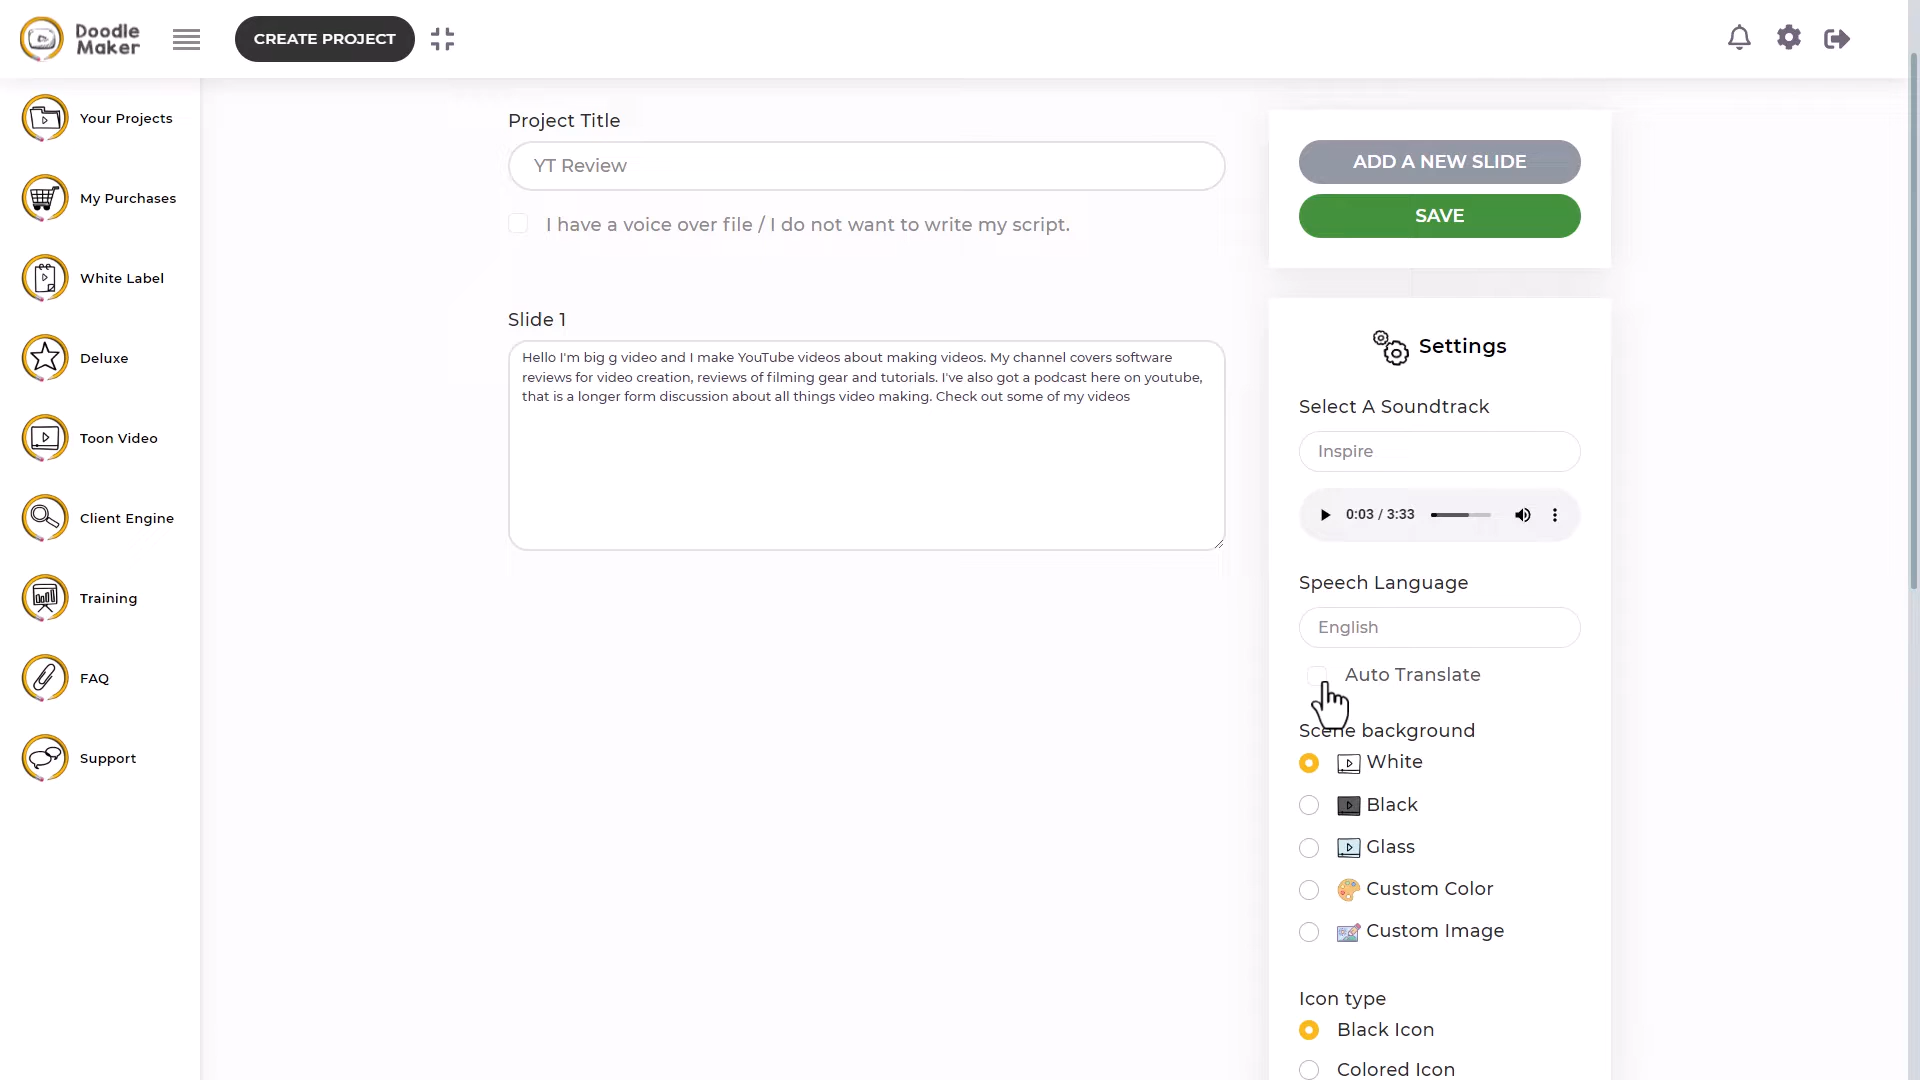 Doodle
Maker
CREATE PROJECT
Your Projects
My Purchases
White Label
Deluxe
Toon Video
Client Engine
Training
FAQ
Support
Project Title
YT Review
I have a voice over file / I do not want to write my script.
Slide 1
Hello I'm big g video and I make YouTube videos about making videos. My channel covers software
reviews for video creation, reviews of filming gear and tutorials. I've also got a podcast here on youtube,
that is a longer form discussion about all things video making. Check out some of my videos
ADD A NEW SLIDE
SAVE
Settings
Select A Soundtrack
Inspire
0:03 / 3:33
Speech Language
English
Auto Translate
Scene background
White
Black
Glass
Custom Color
Custom Image
Icon type
Black Icon
Colored Icon